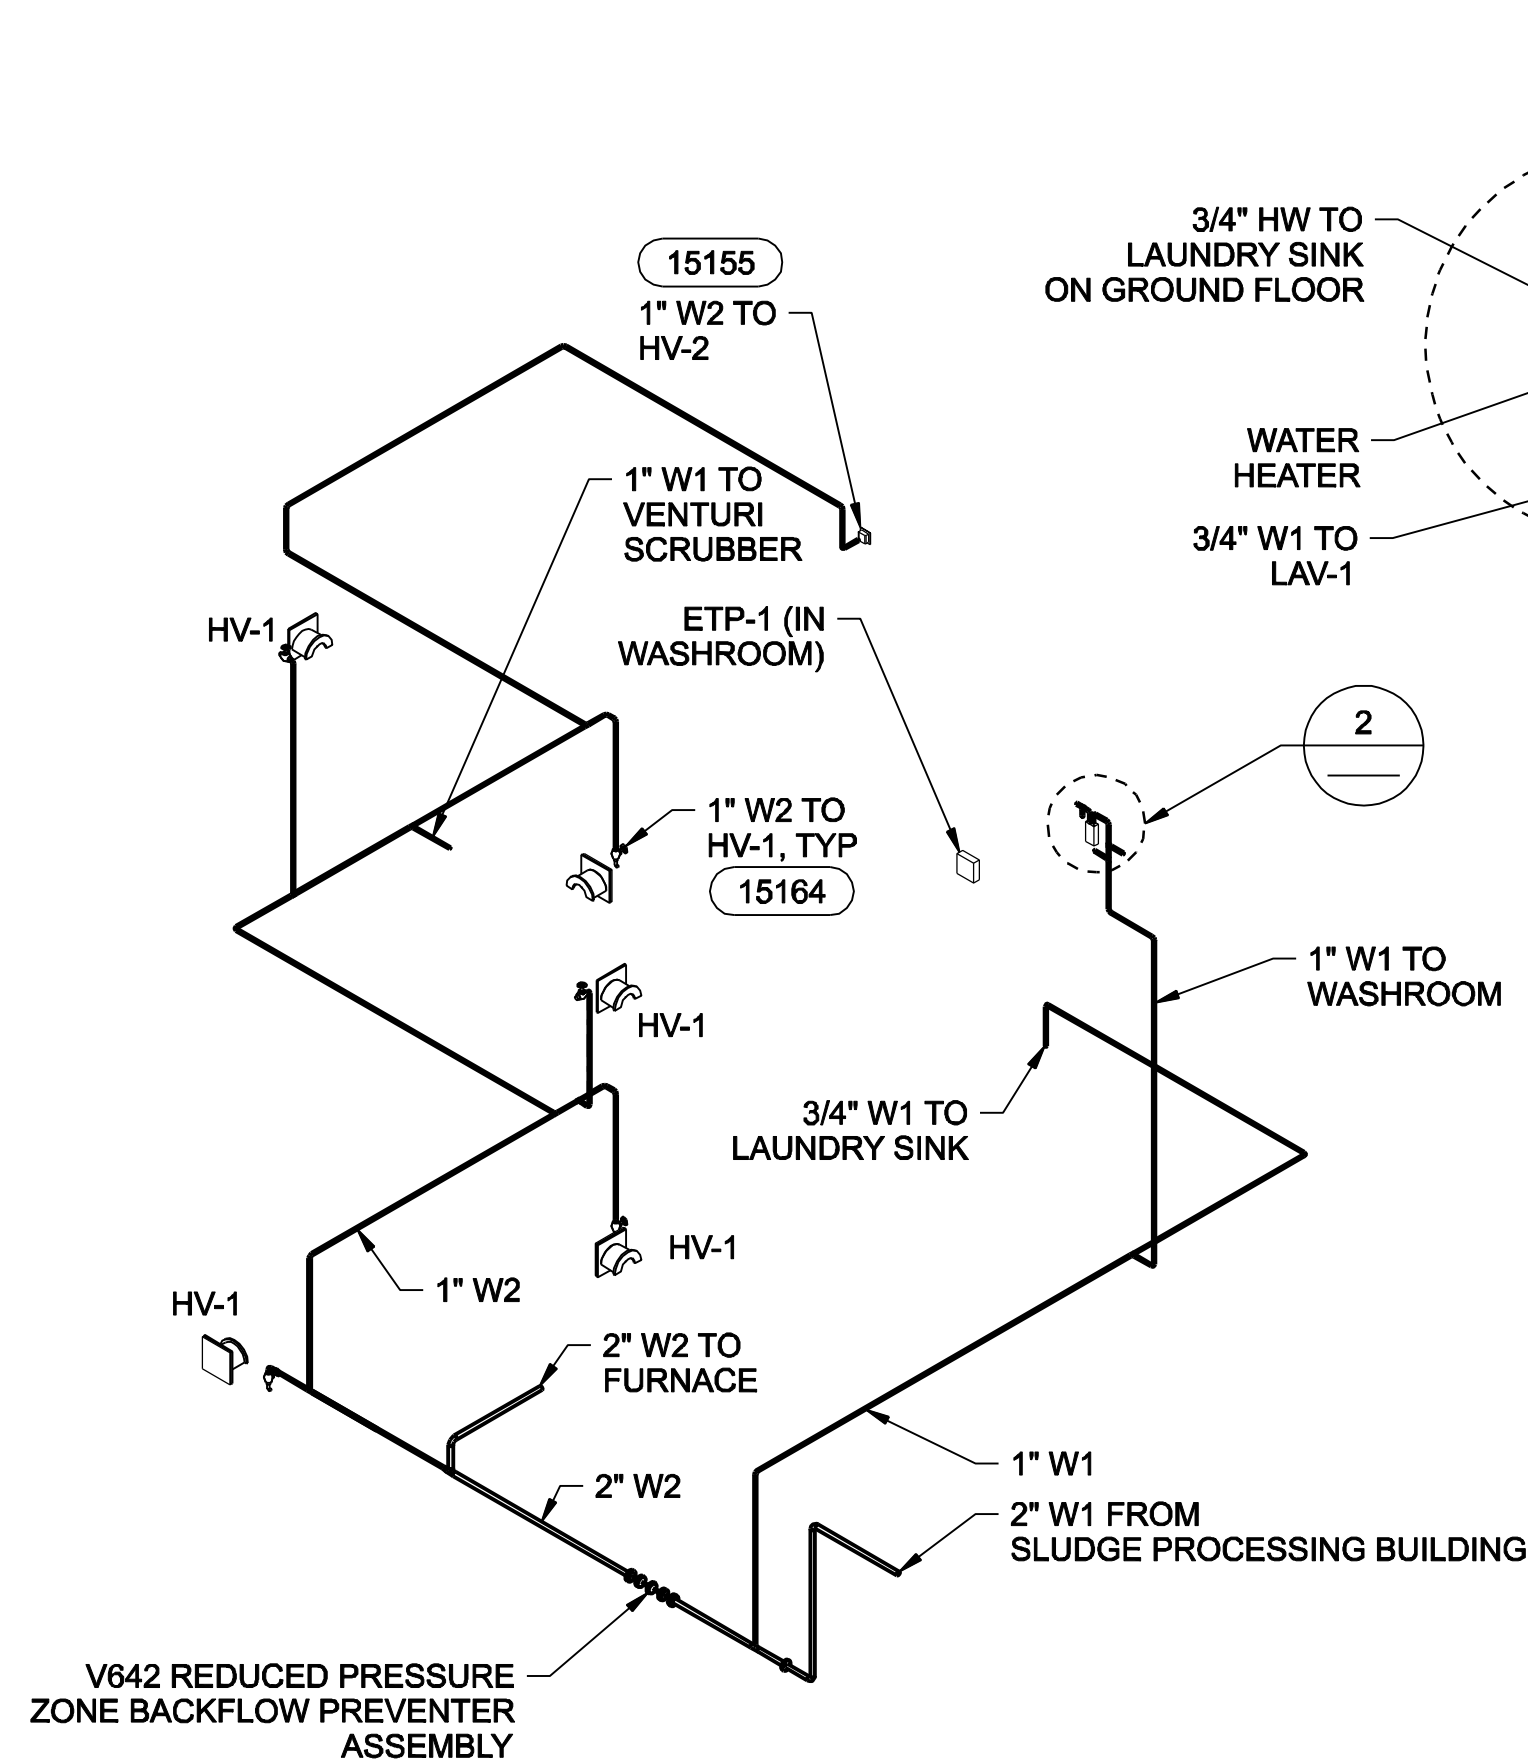 3/4" HW TO
LAUNDRY SINK
ON GROUND FLOOR
15155
1" W2 TO
HV-2
WATER
HEATER
1" W1 TO
VENTURI
SCRUBBER
3/4" W1 TO
LAV-1
HV-1
ETP-1 (IN
WASHROOM)
2
1" W2 TO
HV-1, TYP
15164
1" W1 TO
WASHROOM
HV-1
3/4" W1 TO
LAUNDRY SINK
HV-1
1" W2
HV-1
2" W2 TO
FURNACE
1" W1
2" W2
2" W1 FROM
SLUDGE PROCESSING BUILDING
V642 REDUCED PRESSURE
ZONE BACKFLOW PREVENTER
ASSEMBLY